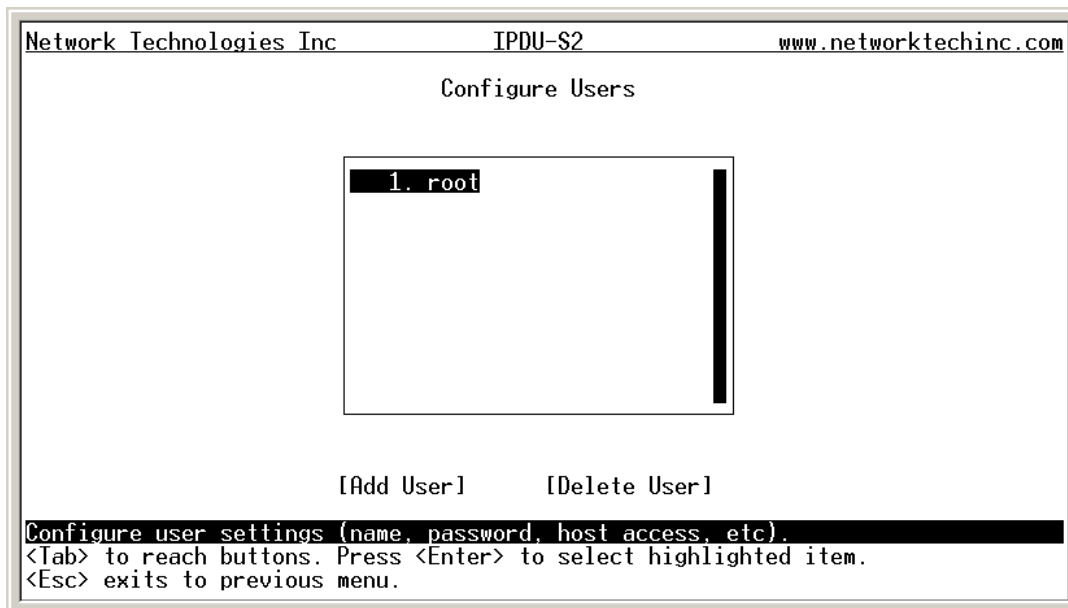 Network Technologies Inc IPDU-S2 www.networktechinc.com
Configure Users
1. root
[Add User] [Delete User]
Configure user settings (name, password, host access, etc).
<Tab> to reach buttons. Press <Enter> to select highlighted item.
<Esc> exits to previous menu.